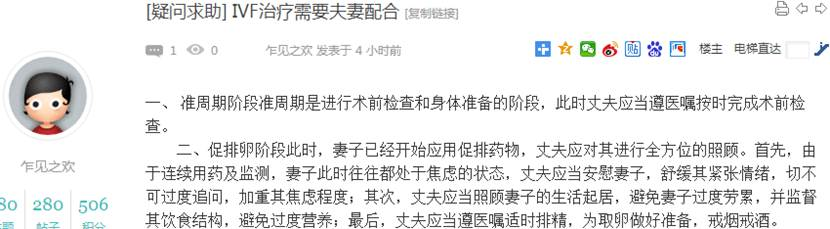 [疑问求助] IVF治疗需要夫妻配合 [复制链接]
1 0 乍见之欢 发表于 4 小时前 贴 楼主 电梯直达
一、 准周期阶段准周期是进行术前检查和身体准备的阶段，此时丈夫应当遵医嘱按时完成术前检
查。
二、促排卵阶段此时，妻子已经开始应用促排药物，丈夫应对其进行全方位的照顾。首先，由
于连续用药及监测，妻子此时往往都处于焦虑的状态，丈夫应当安慰妻子，舒缓其紧张情绪，切不
可过度追问，加重其焦虑程度；其次，丈夫应当照顾妻子的生活起居，避免妻子过度劳累，并监督
其饮食结构，避免过度营养；最后，丈夫应当遵医嘱适时排精，为取卵做好准备，戒烟戒酒。
乍见之欢
80 280 506
帖子 积分